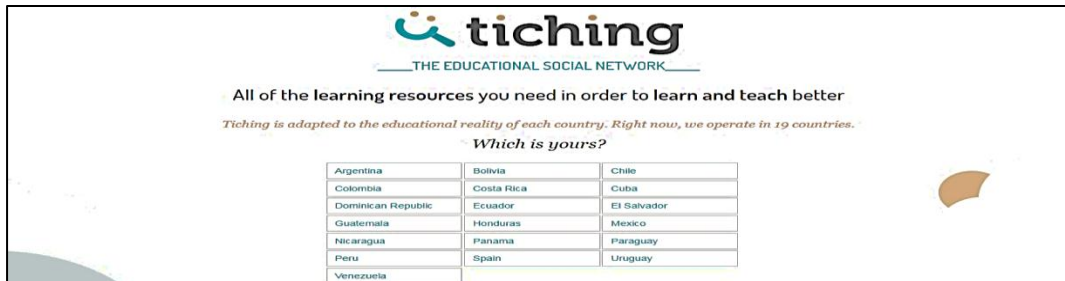 tiching
THE EDUCATIONAL SOCIAL NETWORK
All of the learning resources you need in order to learn and teach better
Tiching is adapted to the educational reality of each country. Right now, we operate in 19 countries.
Which is yours?
Argentina Bolivia Chile
Colombia Costa Rica Cuba
Dominican Republic Ecuador El Salvador
Guatemala Honduras Mexico
Nicaragua Panama Paraguay
Peru Spain Uruguay
Venezuela